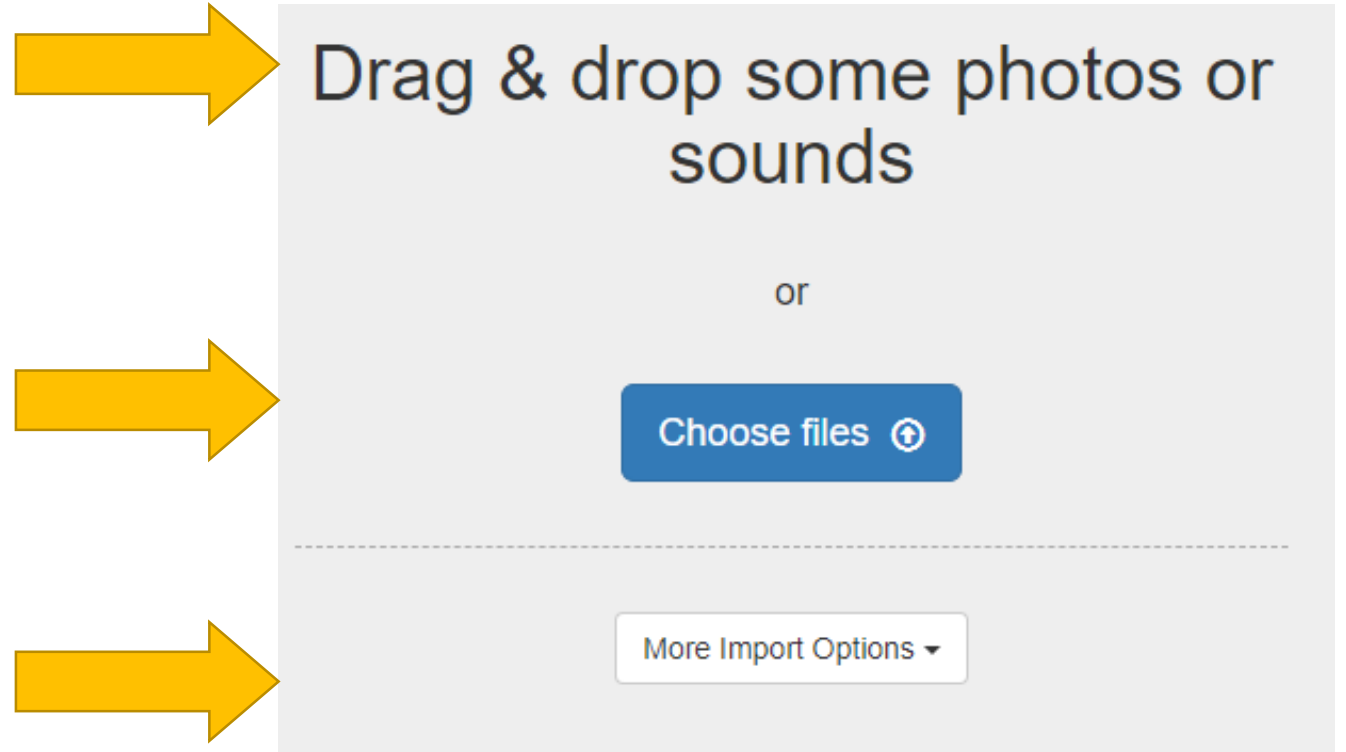 Drag & drop some photos or
sounds
or
Choose files
More Import Options